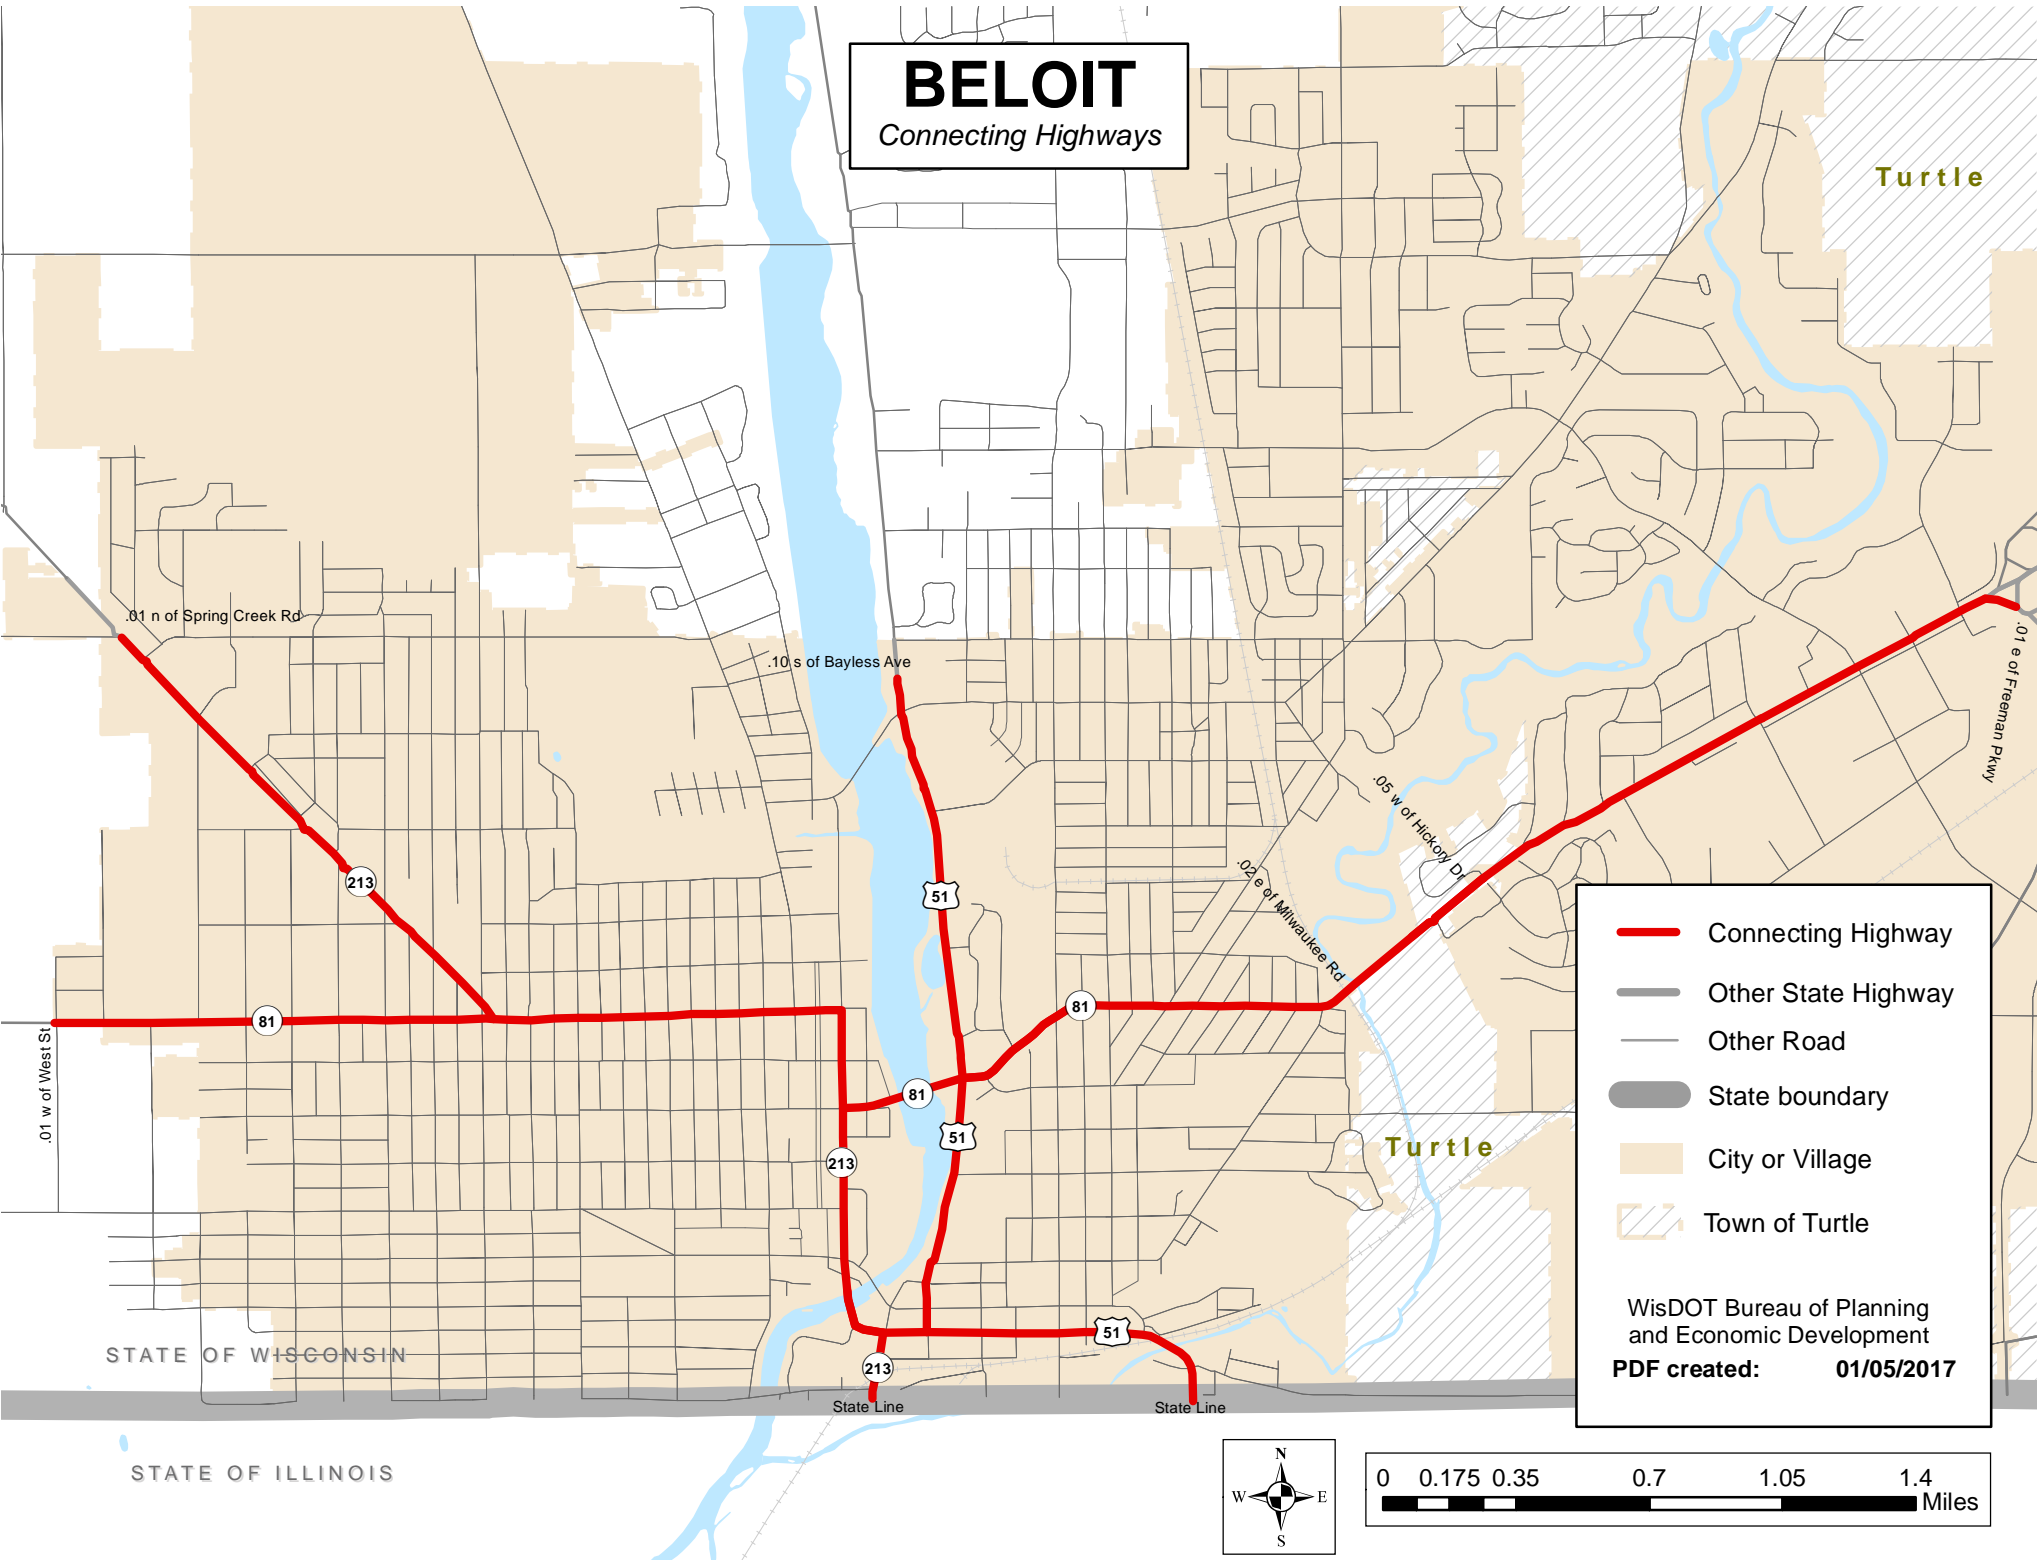 BELOIT
Connecting Highways
Turtle
.01 n of Spring Creek Rd
.10 s of Bayless Ave
.01 e of Freeman Pkwy
.05 w of Hickory Dr
.02 e of Milwaukee Rd
213
51
81
81
.01 w of West St
81
51
213
Turtle
51
213
STATE OF WISCONSIN
State Line
State Line
STATE OF ILLINOIS
Connecting Highway
Other State Highway
Other Road
State boundary
City or Village
Town of Turtle
WisDOT Bureau of Planning
and Economic Development
PDF created: 01/05/2017
N
W E
S
0 0.175 0.35 0.7 1.05 1.4
Miles